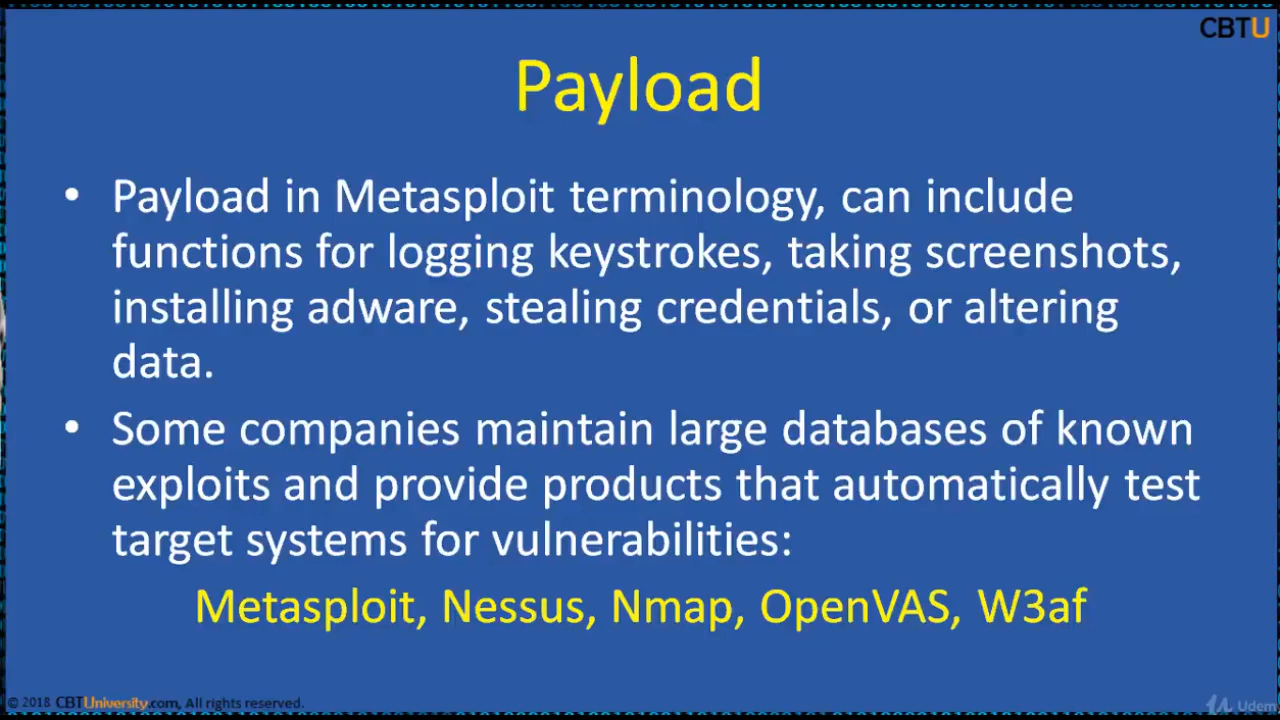 CBTU
Payload
• Payload in Metasploit terminology, can include
functions for logging keystrokes, taking screenshots,
installing adware, stealing credentials, or altering
data.
• Some companies maintain large databases of known
exploits and provide products that automatically test
target systems for vulnerabilities:
Metasploit, Nessus, Nmap, OpenVAS, W3af
© 2018 CBTUniversity.com, All rights reserved.
Udem